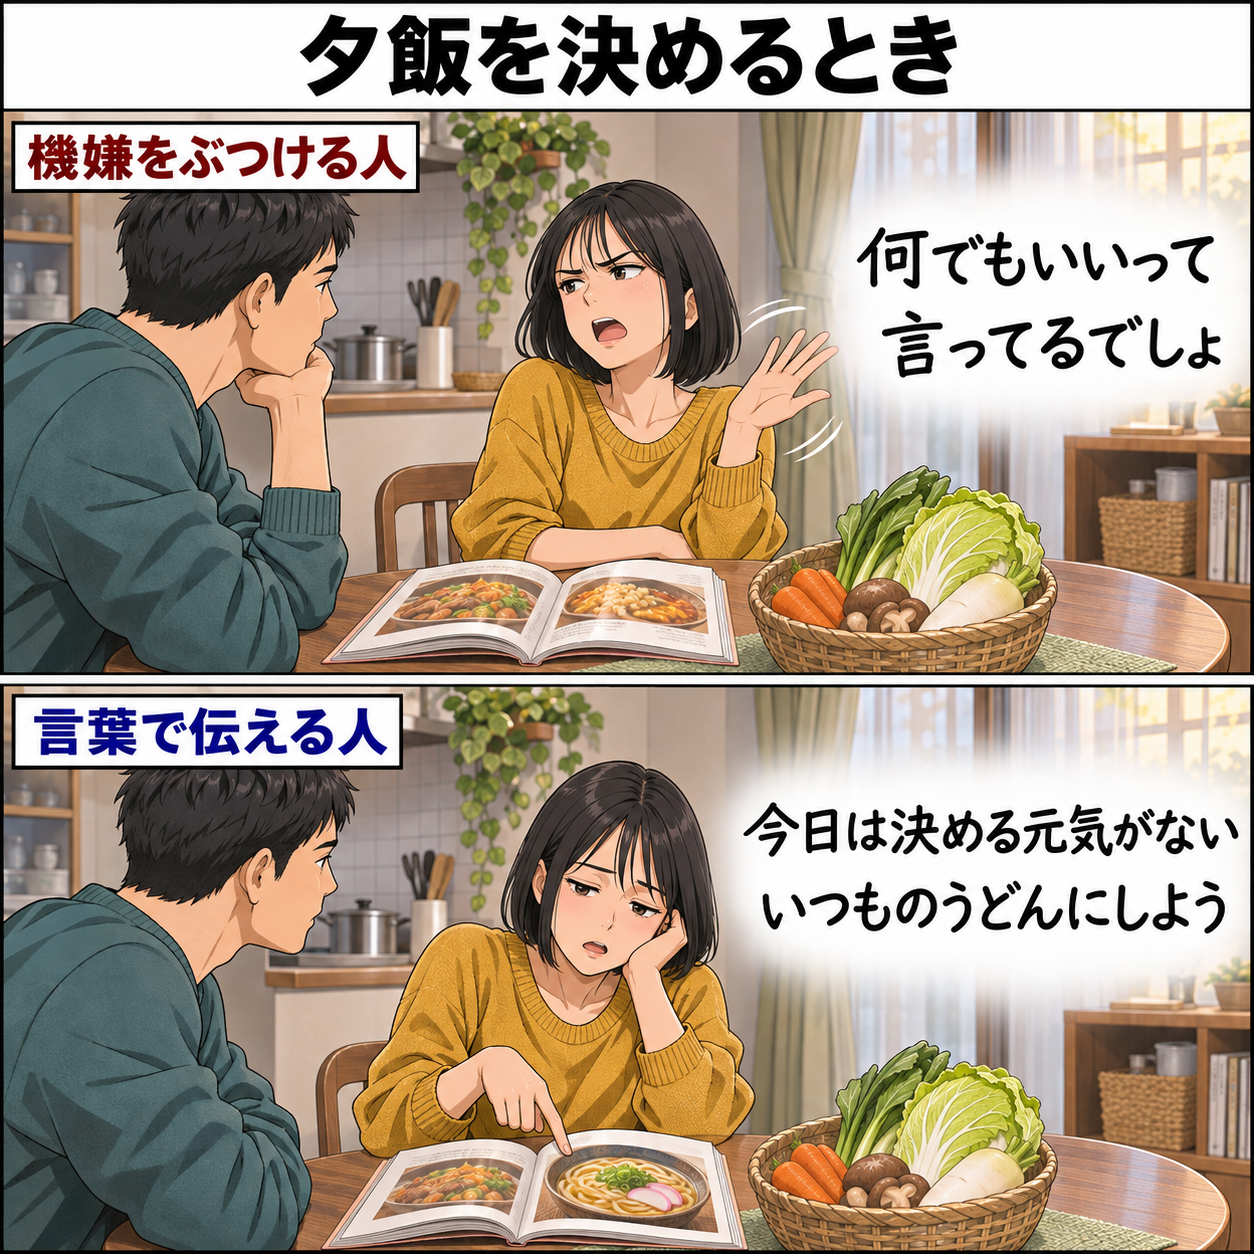 夕飯を決めるとき
機嫌をぶつける人
何でもいいって
言ってるでしょ
言葉で伝える人
今日は決める元気がない
いつものうどんにしよう